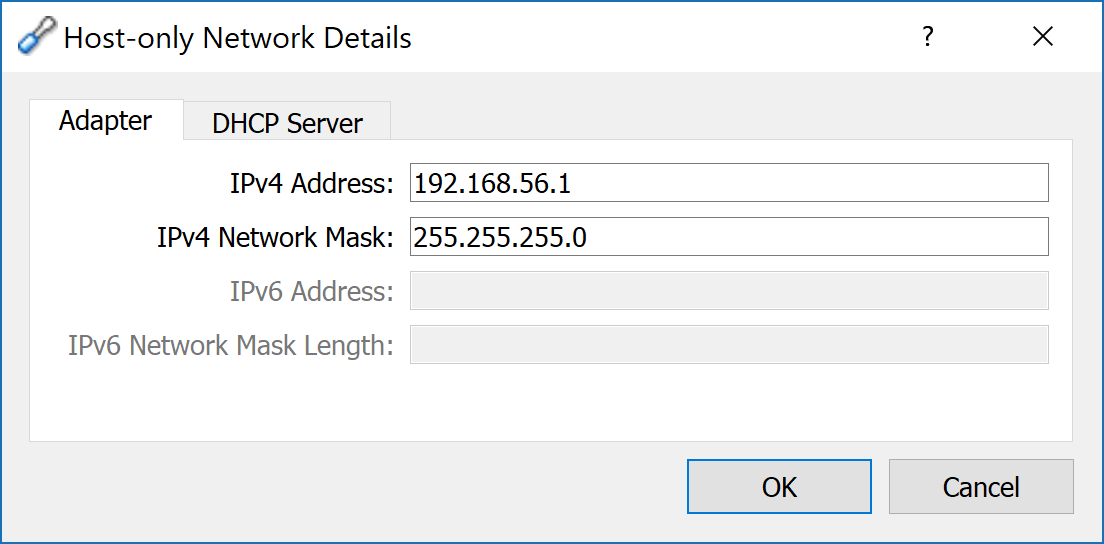 Host-only Network Details ?
Adapter DHCP Server
IPv4 Address: 192.168.56.1
IPv4 Network Mask: 255.255.255.0
IPv6 Address:
IPv6 Network Mask Length:
OK Cancel